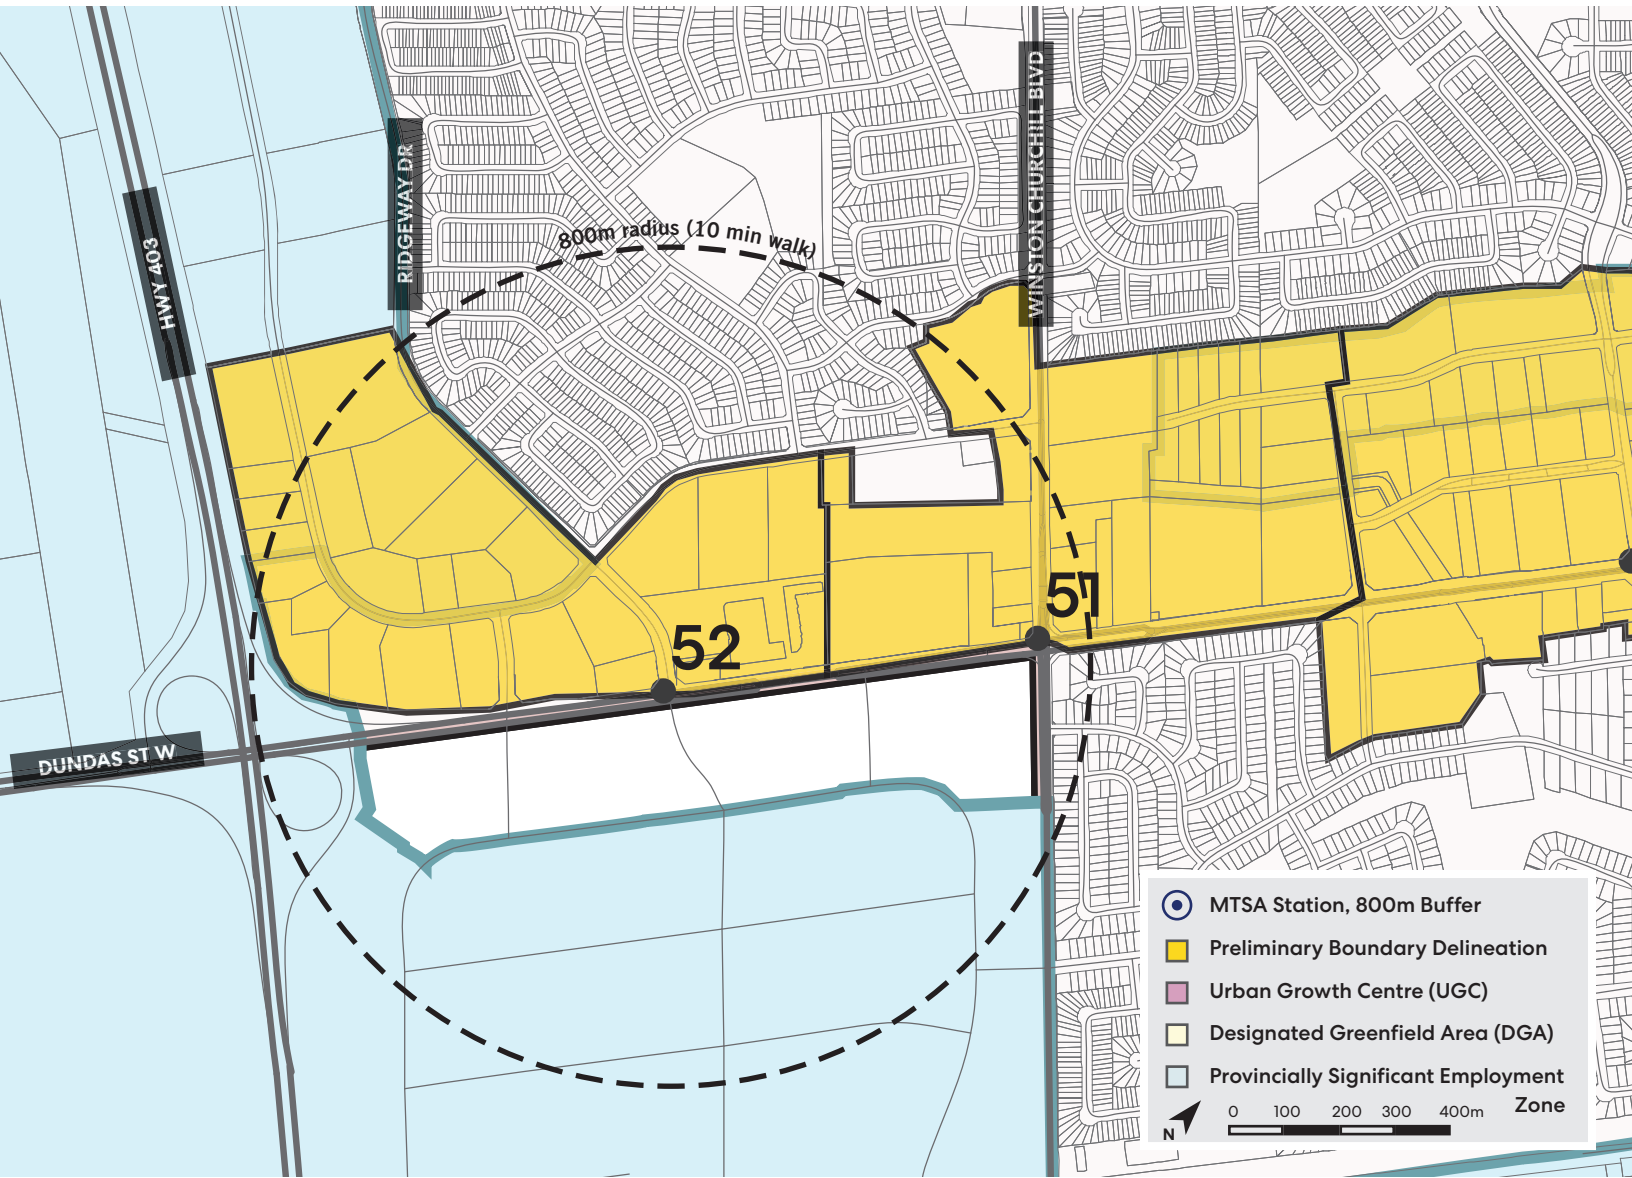 WINSTON CHURCHILL BLVD
RIDGEWAY DR
HWY 403
800m radius (10 min walk)
51
52
DUNDAS ST W
MTSA Station, 800m Buffer
Preliminary Boundary Delineation
Urban Growth Centre (UGC)
Designated Greenfield Area (DGA)
Provincially Significant Employment
Zone
0 100 200 300 400m
N